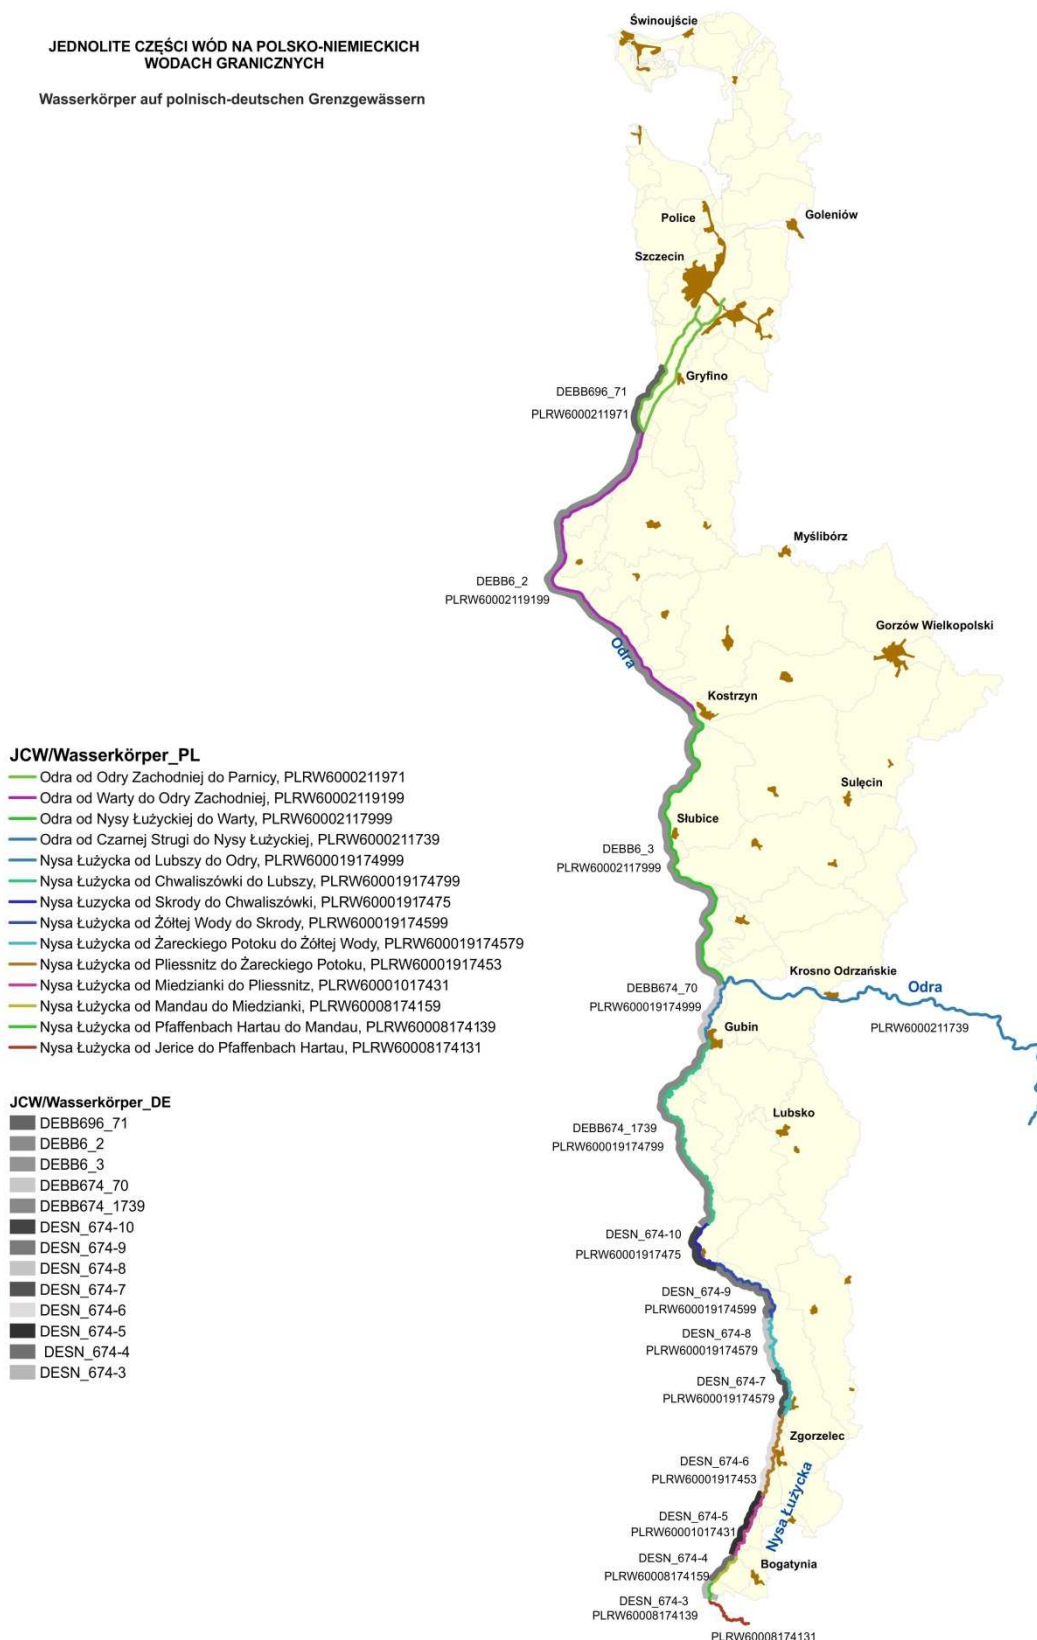 JEDNOLITE CZĘŚCI WÓD NA POLSKO-NIEMIECKICH
WODACH GRANICZNYCH
Wasserkörper auf polnisch-deutschen Grenzgewässern
Świnoujście
Police
Goleniów
Szczecin
Gryfino
DEBB696_71
PLRW6000211971
Myślibórz
DEBB6_2
PLRW60002119199
Gorzów Wielkopolski
Odra
Kostrzyn
Sulęcin
Słubice
DEBB6_3
PLRW60002117999
Krosno Odrzańskie
DEBB674_70
Odra
PLRW600019174999
Gubin
PLRW6000211739
Lubsko
DEBB674_1739
PLRW600019174799
DESN_674-10
PLRW60001917475
DESN_674-9
PLRW600019174599
DESN_674-8
PLRW600019174579
DESN_674-7
PLRW600019174579
Zgorzelec
DESN_674-6
PLRW60001917453
Nysa Łużycka
DESN_674-5
PLRW60001017431
DESN_674-4
Bogatynia
PLRW60008174159
DESN_674-3
PLRW60008174139
PLRW60008174131
JCW/Wasserkörper_PL
Odra od Odry Zachodniej do Parnicy, PLRW6000211971
Odra od Warty do Odry Zachodniej, PLRW60002119199
Odra od Nysy Łużyckiej do Warty, PLRW60002117999
Odra od Czarnej Strugi do Nysy Łużyckiej, PLRW6000211739
Nysa Łużycka od Lubszy do Odry, PLRW600019174999
Nysa Łużycka od Chwaliszówki do Lubszy, PLRW600019174799
Nysa Łuzycka od Skrody do Chwaliszówki, PLRW60001917475
Nysa Łużycka od Żółtej Wody do Skrody, PLRW600019174599
Nysa Łużycka od Żareckiego Potoku do Żółtej Wody, PLRW600019174579
Nysa Łużycka od Pliessnitz do Żareckiego Potoku, PLRW60001917453
Nysa Łużycka od Miedzianki do Pliessnitz, PLRW60001017431
Nysa Łużycka od Mandau do Miedzianki, PLRW60008174159
Nysa Łużycka od Pfaffenbach Hartau do Mandau, PLRW60008174139
Nysa Łużycka od Jerice do Pfaffenbach Hartau, PLRW60008174131
JCW/Wasserkörper_DE
DEBB696_71
DEBB6_2
DEBB6_3
DEBB674_70
DEBB674_1739
DESN_674-10
DESN_674-9
DESN_674-8
DESN_674-7
DESN_674-6
DESN_674-5
DESN_674-4
DESN_674-3